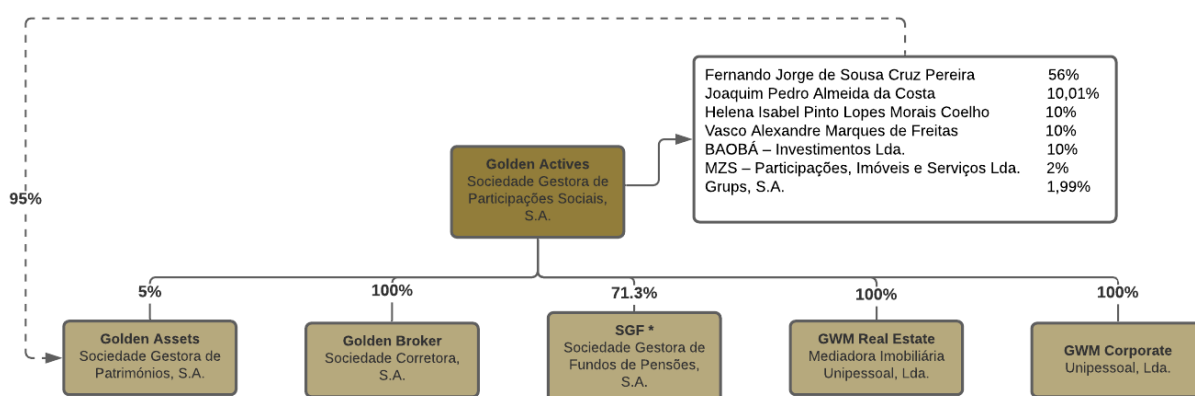 Fernando Jorge de Sousa Cruz Pereira 56%
Joaquim Pedro Almeida da Costa 10,01%
Helena Isabel Pinto Lopes Morais Coelho 10%
Vasco Alexandre Marques de Freitas 10%
BAOBÁ – Investimentos Lda. 10%
MZS – Participações, Imóveis e Serviços Lda. 2%
Grups, S.A. 1,99%
Golden Actives
Sociedade Gestora de
Participações Sociais,
S.A.
95%
5%
100%
71.3%
100%
100%
Golden Assets
Sociedade Gestora de
Patrimónios, S.A.
Golden Broker
Sociedade Corretora,
S.A.
SGF *
Sociedade Gestora de
Fundos de Pensões,
S.A.
GWM Real Estate
Mediadora Imobiliária
Unipessoal, Lda.
GWM Corporate
Unipessoal, Lda.